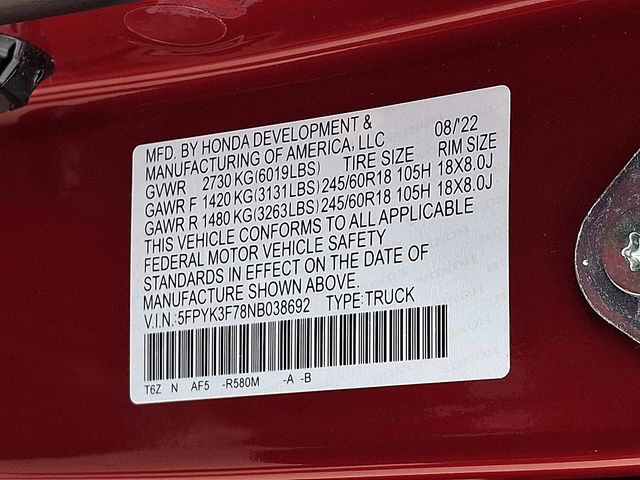 MFD. BY HONDA DEVELOPMENT &
MANUFACTURING OF AMERICA, LLC 08/'22
GVWR 2730 KG(6019LBS) TIRE SIZE RIM SIZE
GAWR F 1420 KG(3131LBS)245/60R18 105H 18X8.0J
GAWR R 1480 KG(3263LBS)245/60R18 105H 18X8.0J
THIS VEHICLE CONFORMS TO ALL APPLICABLE
FEDERAL MOTOR VEHICLE SAFETY
STANDARDS IN EFFECT ON THE DATE OF
MANUFACTURE SHOWN ABOVE.
V.I.N.:5FPYK3F78NB038692 TYPE:TRUCK
T6Z N AF5 -R580M -A -B